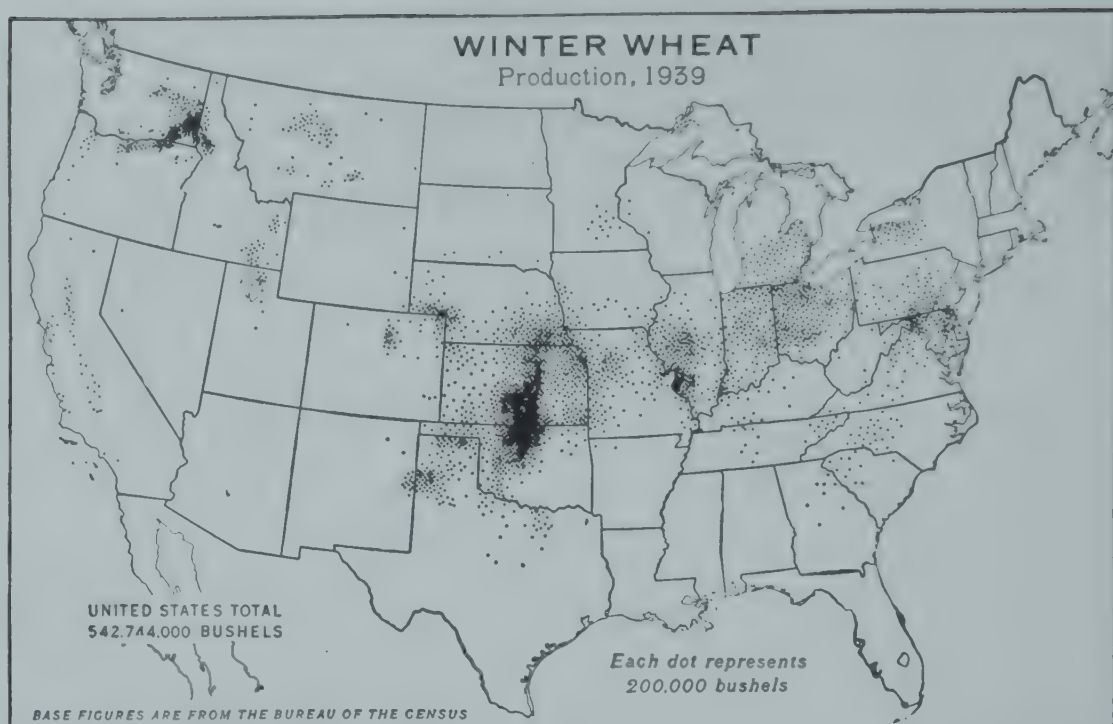 WINTER WHEAT
Production, 1939
UNITED STATES TOTAL
542.744.000 BUSHELS
Each dot represents
200.000 bushels
BASE FIGURES ARE FROM THE BUREAU OF THE CENSUS